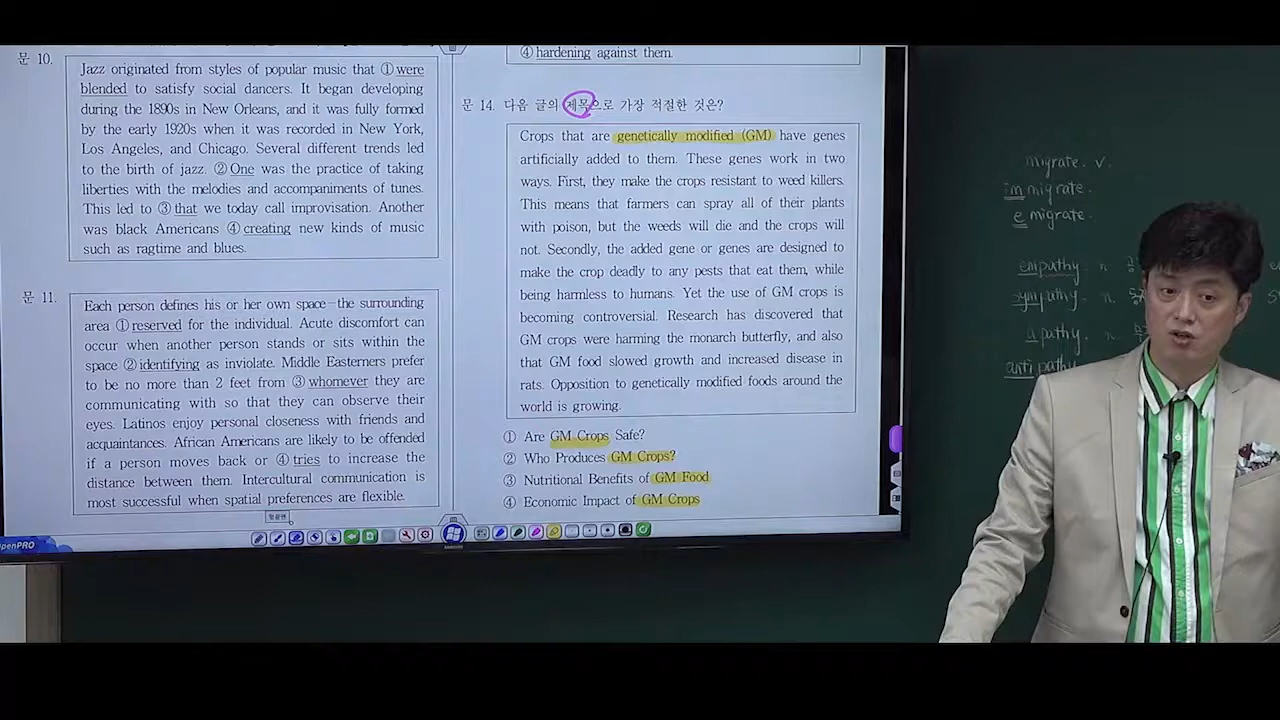 문 10.
Jazz originated from styles of popular music that ① were
blended to satisfy social dancers. It began developing
during the 1890s in New Orleans, and it was fully formed
by the early 1920s when it was recorded in New York,
Los Angeles, and Chicago. Several different trends led
to the birth of jazz. ② One was the practice of taking
liberties with the melodies and accompaniments of tunes.
This led to ③ that we today call improvisation. Another
was black Americans ④ creating new kinds of music
such as ragtime and blues.
문 11.
Each person defines his or her own space—the surrounding
area ① reserved for the individual. Acute discomfort can
occur when another person stands or sits within the
space ② identifying as inviolate. Middle Easterners prefer
to be no more than 2 feet from ③ whomever they are
communicating with so that they can observe their
eyes. Latinos enjoy personal closeness with friends and
acquaintances. African Americans are likely to be offended
if a person moves back or ④ tries to increase the
distance between them. Intercultural communication is
most successful when spatial preferences are flexible.
④ hardening against them.
문 14. 다음 글의 제목으로 가장 적절한 것은?
Crops that are genetically modified (GM) have genes
artificially added to them. These genes work in two
ways. First, they make the crops resistant to weed killers.
This means that farmers can spray all of their plants
with poison, but the weeds will die and the crops will
not. Secondly, the added gene or genes are designed to
make the crop deadly to any pests that eat them, while
being harmless to humans. Yet the use of GM crops is
becoming controversial. Research has discovered that
GM crops were harming the monarch butterfly, and also
that GM food slowed growth and increased disease in
rats. Opposition to genetically modified foods around the
world is growing.
① Are GM Crops Safe?
② Who Produces GM Crops?
③ Nutritional Benefits of GM Food
④ Economic Impact of GM Crops
OpenPRO
migrate. v.
immigrate.
emigrate.
empathy. n.
sympathy. n.
apathy. n.
antipathy